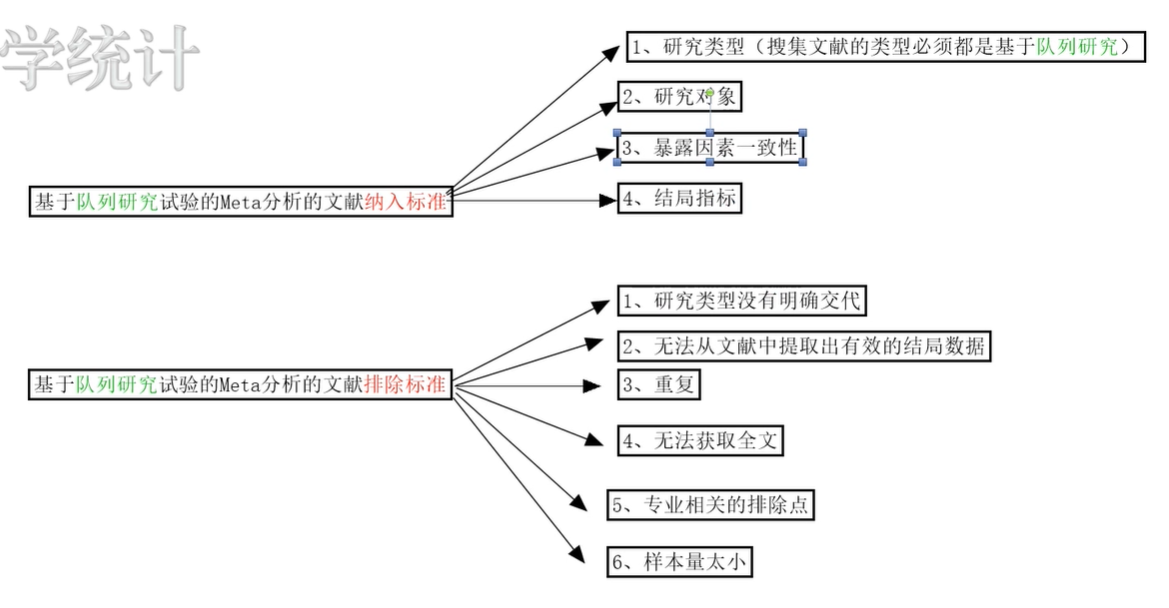 学统计
1、研究类型（搜集文献的类型必须都是基于队列研究）
2、研究对象
3、暴露因素一致性
基于队列研究试验的Meta分析的文献纳入标准
4、结局指标
1、研究类型没有明确交代
2、无法从文献中提取出有效的结局数据
基于队列研究试验的Meta分析的文献排除标准
3、重复
4、无法获取全文
5、专业相关的排除点
6、样本量太小